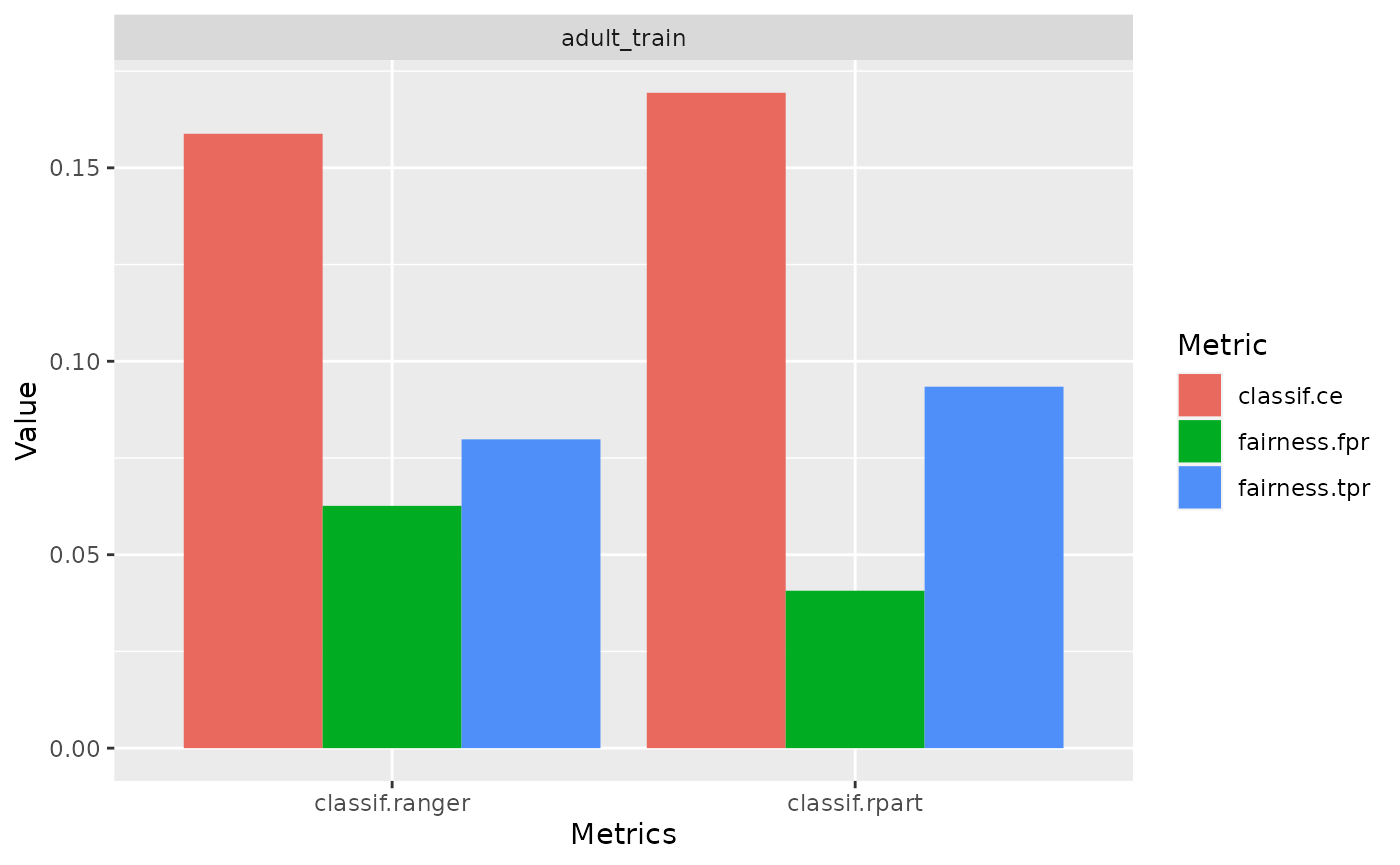 adult_train
0.15
0.10
0.05
0.00
Value
classif.ranger
classif.rpart
Metrics
Metric
classif.ce
fairness.fpr
fairness.tpr